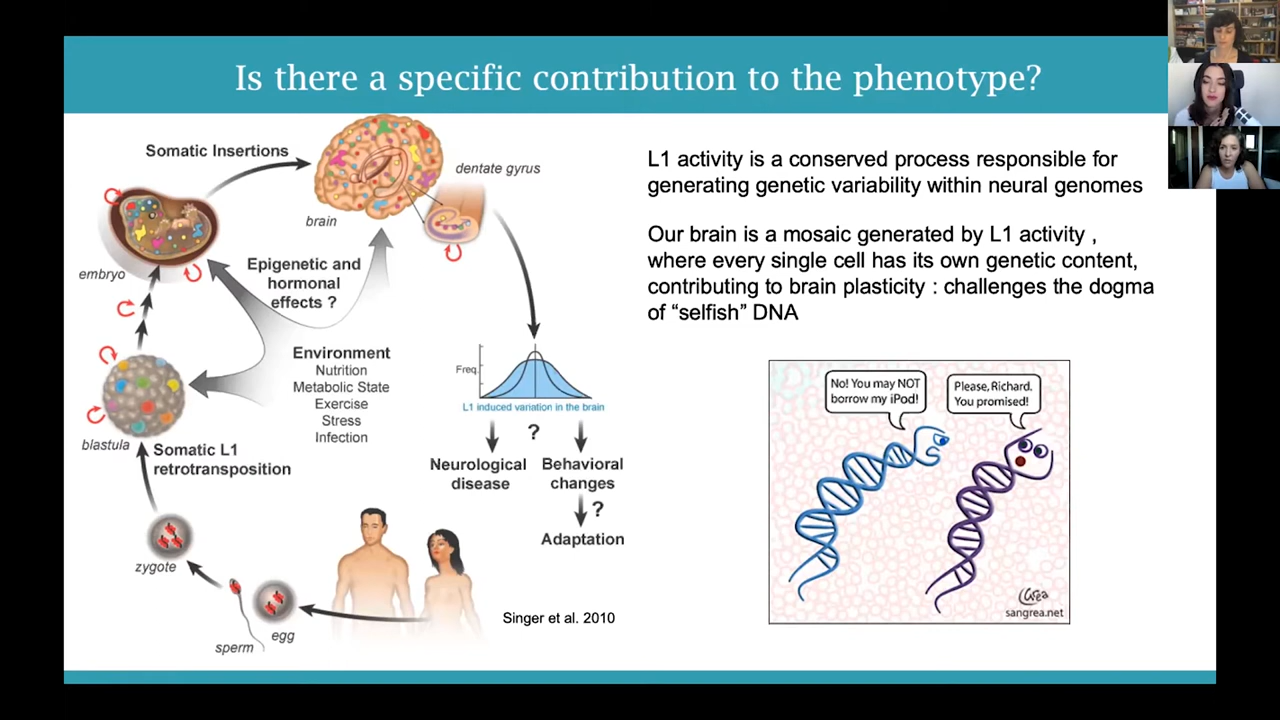 Is there a specific contribution to the phenotype?
Somatic Insertions
dentate gyrus
brain
embryo
Epigenetic and
hormonal
effects ?
Environment
Nutrition
Metabolic State
Exercise
Stress
Infection
blastula
Somatic L1
retrotransposition
zygote
sperm
egg
Freq.
L1 induced variation in the brain
?
Neurological
disease
Behavioral
changes
?
Adaptation
Singer et al. 2010
L1 activity is a conserved process responsible for
generating genetic variability within neural genomes
Our brain is a mosaic generated by L1 activity ,
where every single cell has its own genetic content,
contributing to brain plasticity : challenges the dogma
of “selfish” DNA
No! You may NOT
borrow my iPod!
Please, Richard.
You promised!
sangrea.net